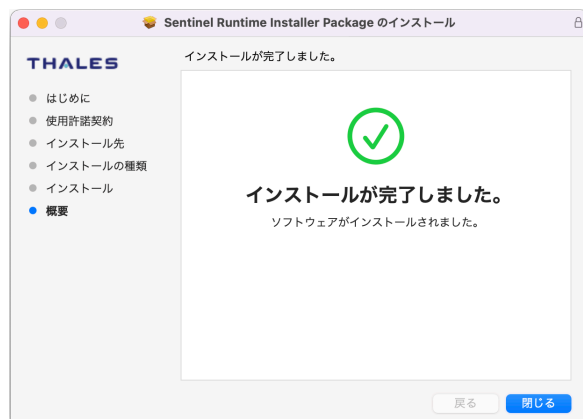 Sentinel Runtime Installer Package のインストール
THALES
インストールが完了しました。
はじめに
使用許諾契約
インストール先
インストールの種類
インストール
概要
インストールが完了しました。
ソフトウェアがインストールされました。
戻る
閉じる